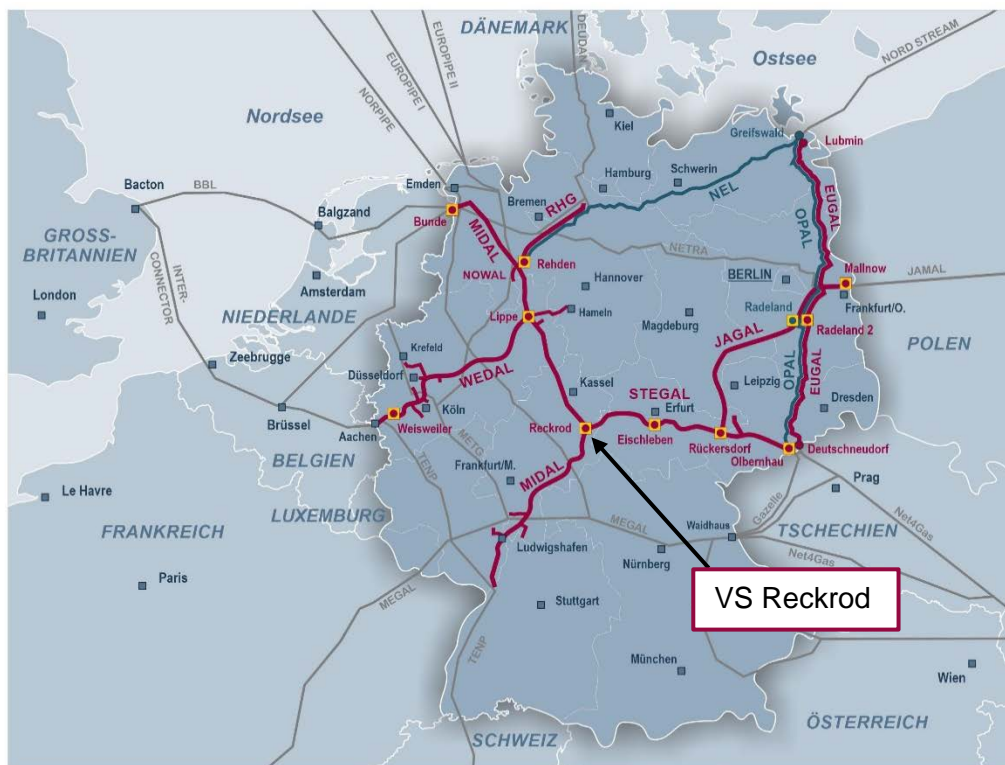 DÄNEMARK
Ostsee
NORD STREAM
DEUDAN
EUROPIPE II
EUROPIPE I
NORPIPE
Nordsee
Kiel
Greifswald
Lubmin
Schwerin
Hamburg
NEL
Emden
Bremen
RHG
Bacton
BBL
Balgzand
Bunde
MIDAL
OPAL
EUGAL
GROSS-
BRITANNIEN
INTER-
CONNECTOR
NETRA
Rehden
NOWAL
Hannover
BERLIN
Mallnow
JAMAL
London
Amsterdam
NIEDERLANDE
Lippe
Hameln
Magdeburg
Radeland
Frankfurt/O.
Radeland 2
JAGAL
POLEN
Krefeld
Zeebrugge
Düsseldorf
WEDAL
Kassel
STEGAL
Leipzig
OPAL
EUGAL
Dresden
Brüssel
Köln
Weisweiler
Aachen
Reckrod
Erfurt
Eischleben
Rückersdorf
Olbernhau
Deutschneudorf
METG
BELGIEN
TENP
Frankfurt/M.
MIDAL
Le Havre
LUXEMBURG
Prag
Gazelle
TSCHECHIEN
Net4Gas
FRANKREICH
MEGAL
Waidhaus
Ludwigshafen
Nürnberg
Net4Gas
Paris
MEGAL
Stuttgart
VS Reckrod
TENP
München
Wien
SCHWEIZ
ÖSTERREICH